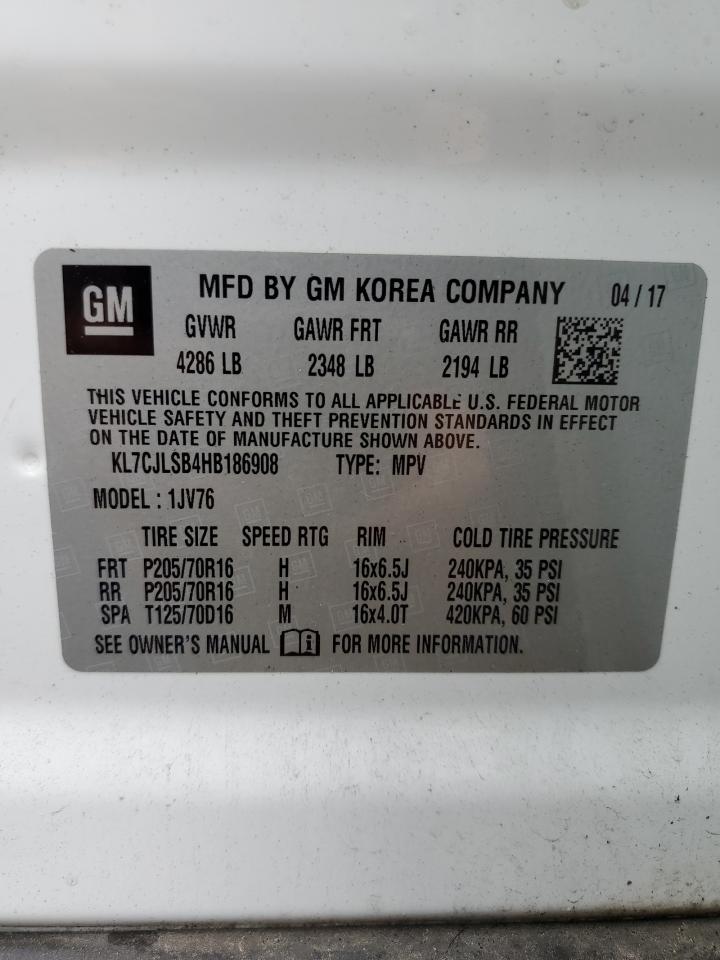 GM MFD BY GM KOREA COMPANY 04 / 17
GVWR GAWR FRT GAWR RR
4286 LB 2348 LB 2194 LB
THIS VEHICLE CONFORMS TO ALL APPLICABLE U.S. FEDERAL MOTOR
VEHICLE SAFETY AND THEFT PREVENTION STANDARDS IN EFFECT
ON THE DATE OF MANUFACTURE SHOWN ABOVE.
KL7CJLSB4HB186908 TYPE: MPV
MODEL : 1JV76
TIRE SIZE SPEED RTG RIM COLD TIRE PRESSURE
FRT P205/70R16 H 16x6.5J 240KPA, 35 PSI
RR P205/70R16 H 16x6.5J 240KPA, 35 PSI
SPA T125/70D16 M 16x4.0T 420KPA, 60 PSI
SEE OWNER'S MANUAL i FOR MORE INFORMATION.